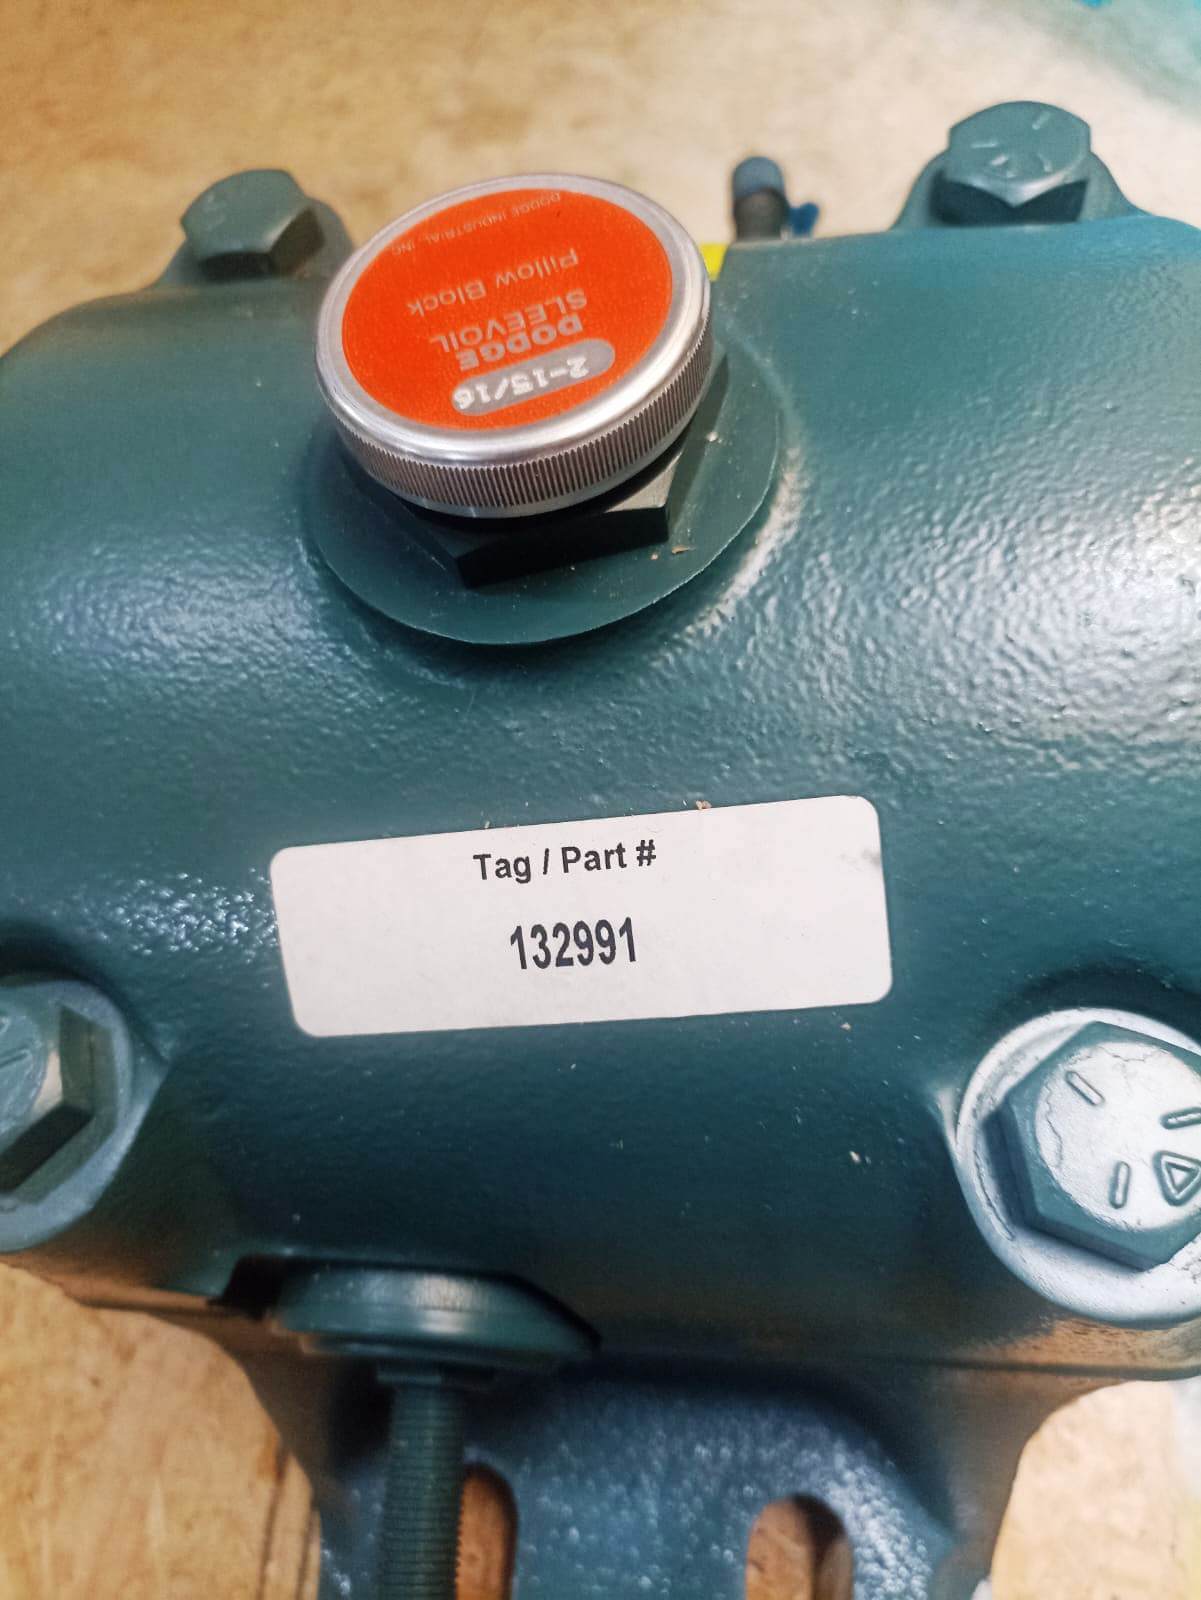 DODGE INDUSTRIAL, INC.
Pillow Block
SLEEVOIL
DODGE
2-15/16
Tag / Part #
132991